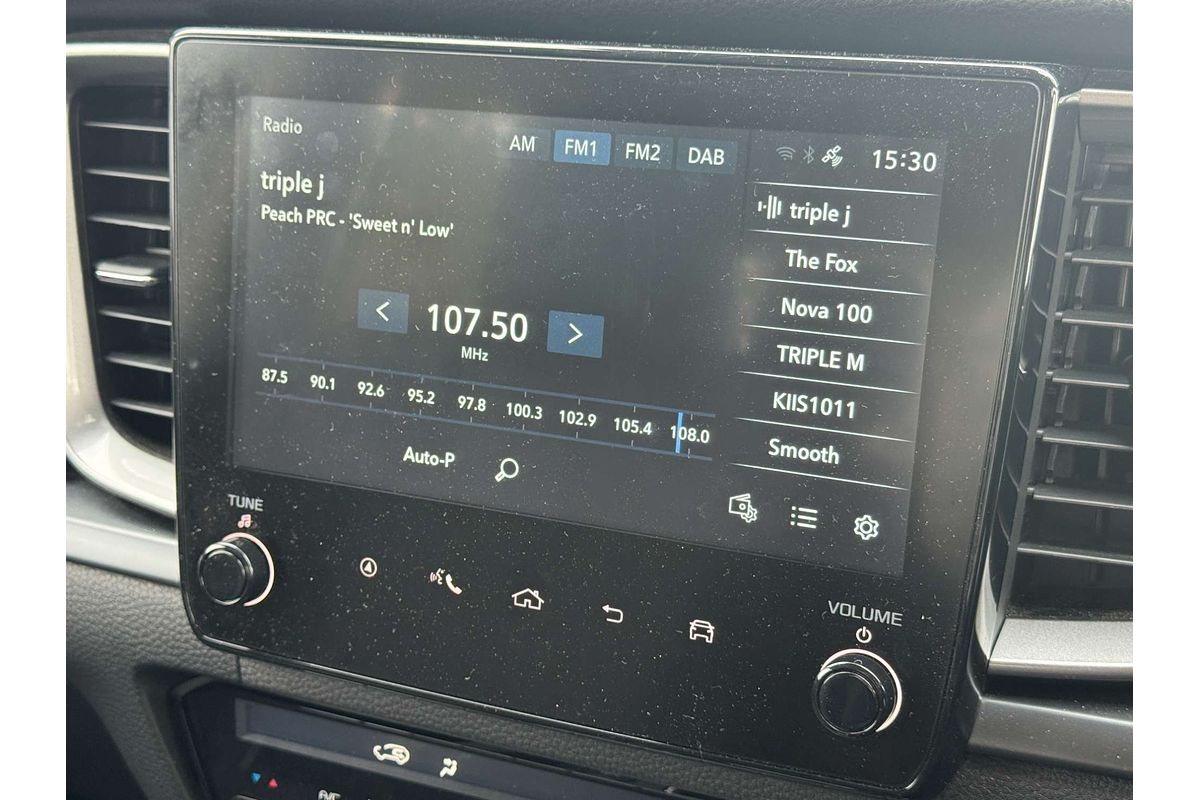 Radio
AM FM1 FM2 DAB
15:30
triple j
Peach PRC - 'Sweet n' Low'
107.50
MHz
87.5 90.1 92.6 95.2 97.8 100.3 102.9 105.4 108.0
Auto-P
triple j
The Fox
Nova 100
TRIPLE M
KIIS1011
Smooth
TUNE
VOLUME